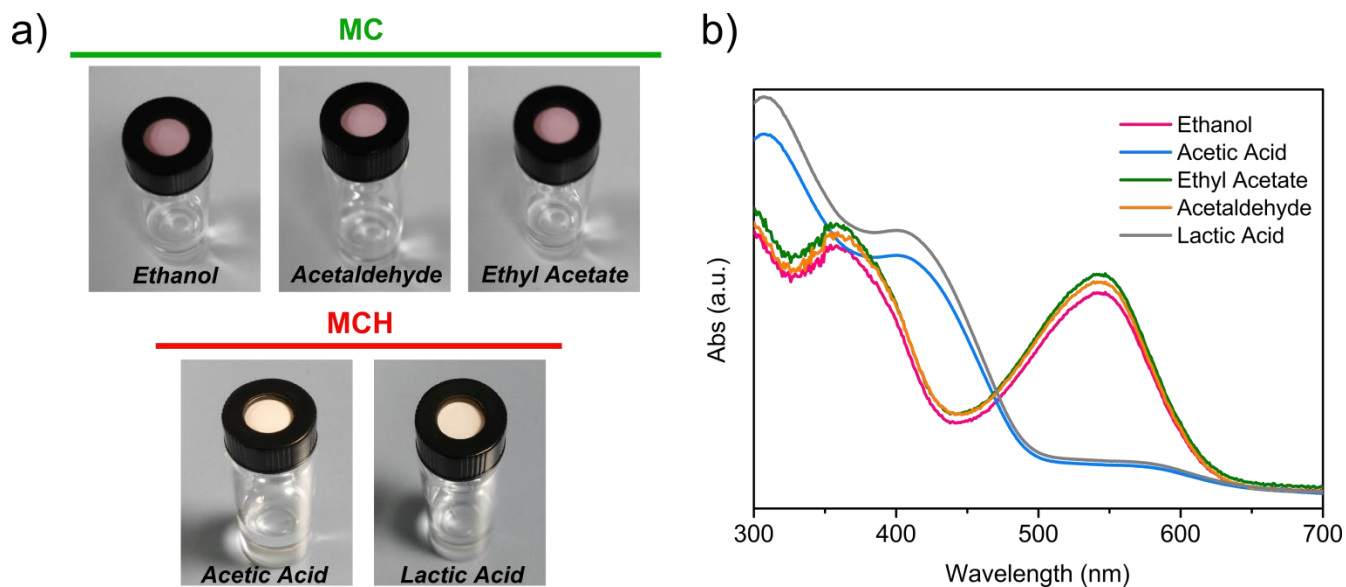 a)
MC
Ethanol
Acetaldehyde
Ethyl Acetate
MCH
Acetic Acid
Lactic Acid
b)
Abs (a.u.)
Ethanol
Acetic Acid
Ethyl Acetate
Acetaldehyde
Lactic Acid
300 400 500 600 700
Wavelength (nm)